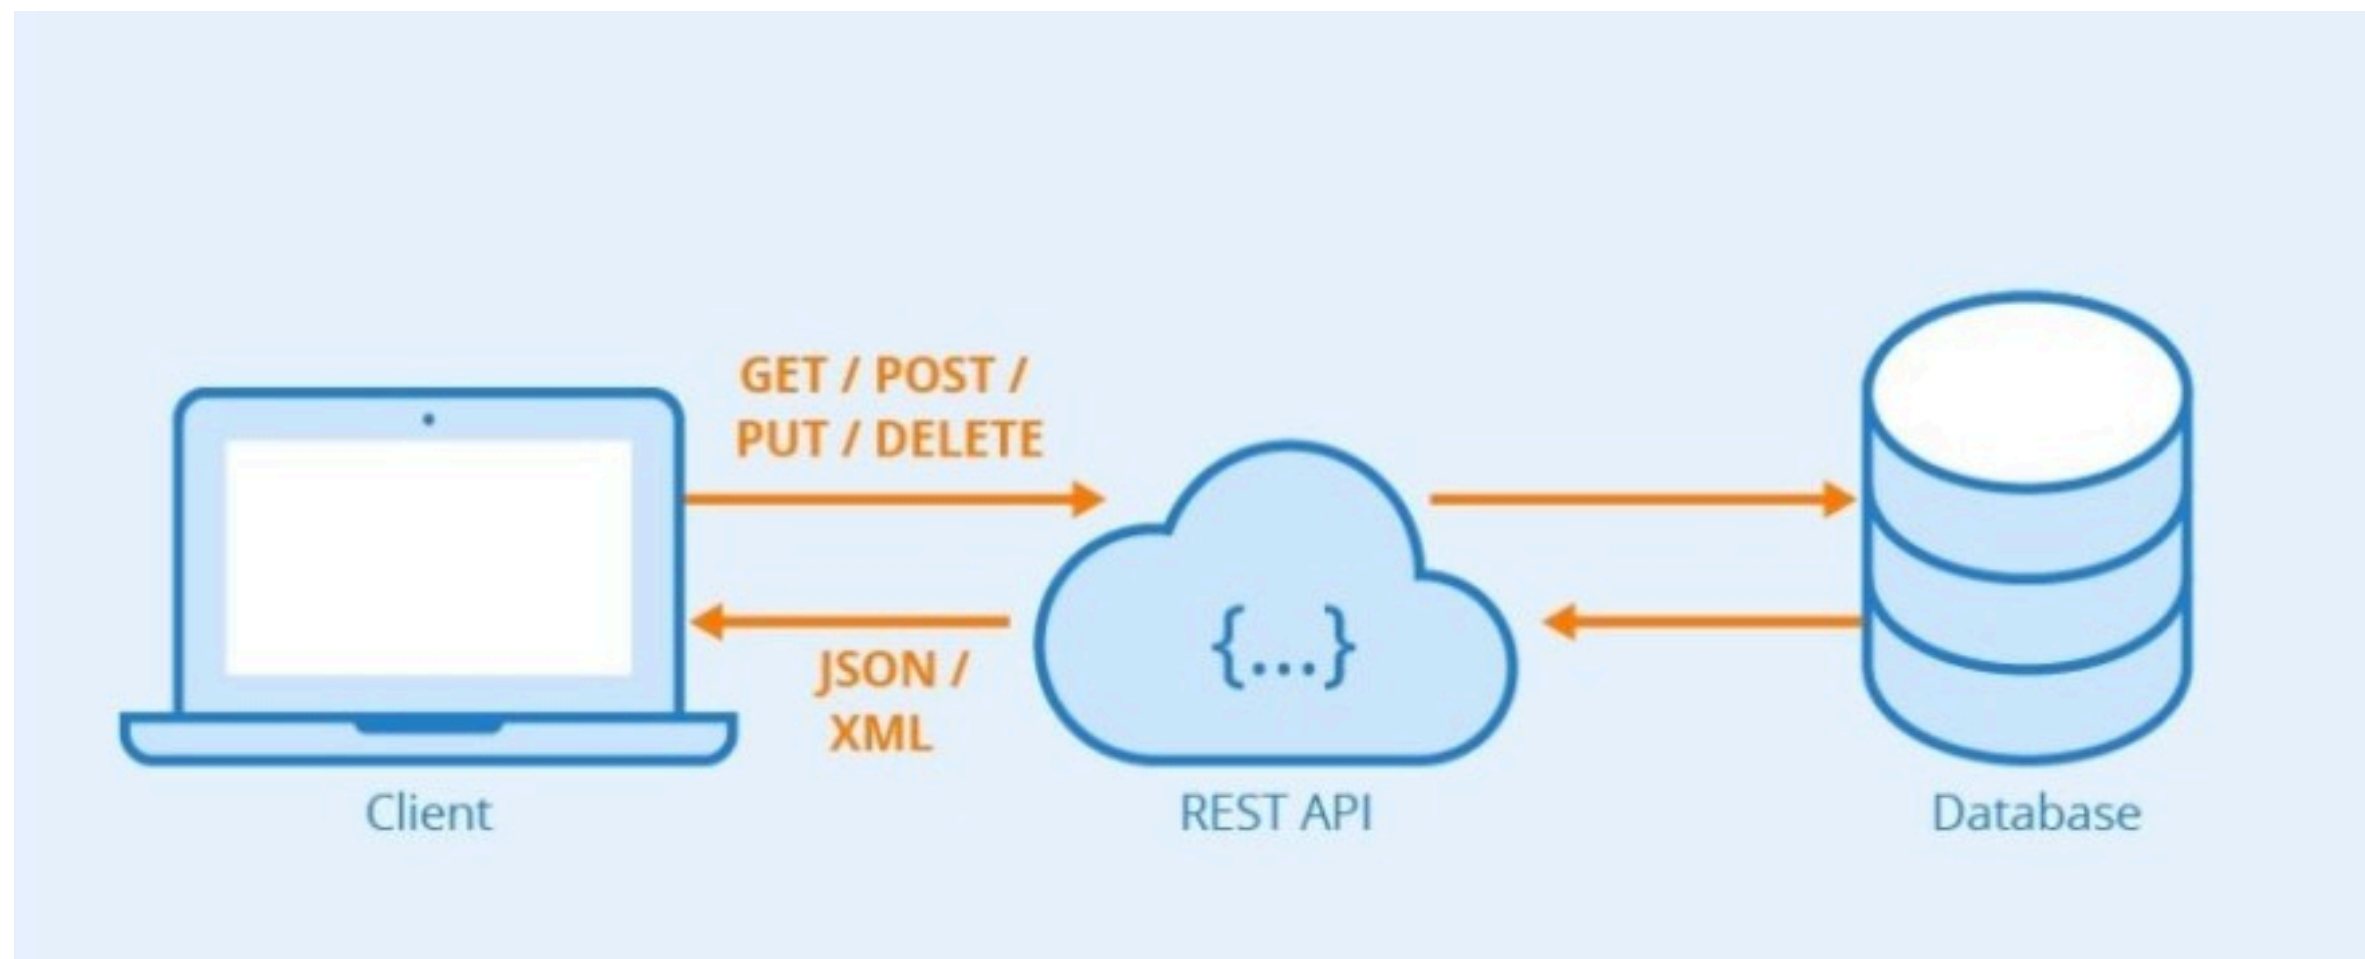 GET / POST /
PUT / DELETE
JSON /
XML
{...}
Client
REST API
Database